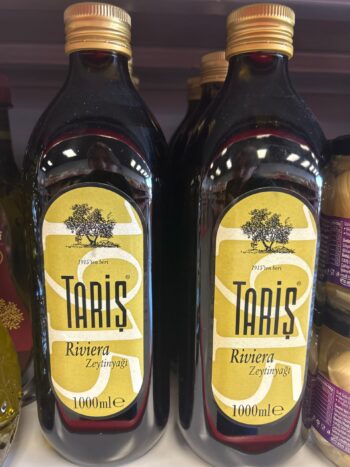 1915'ten beri
TARİŞ®
Riviera
Zeytinyağı
1000ml℮
1915'ten beri
TARİŞ®
Riviera
Zeytinyağı
1000ml℮